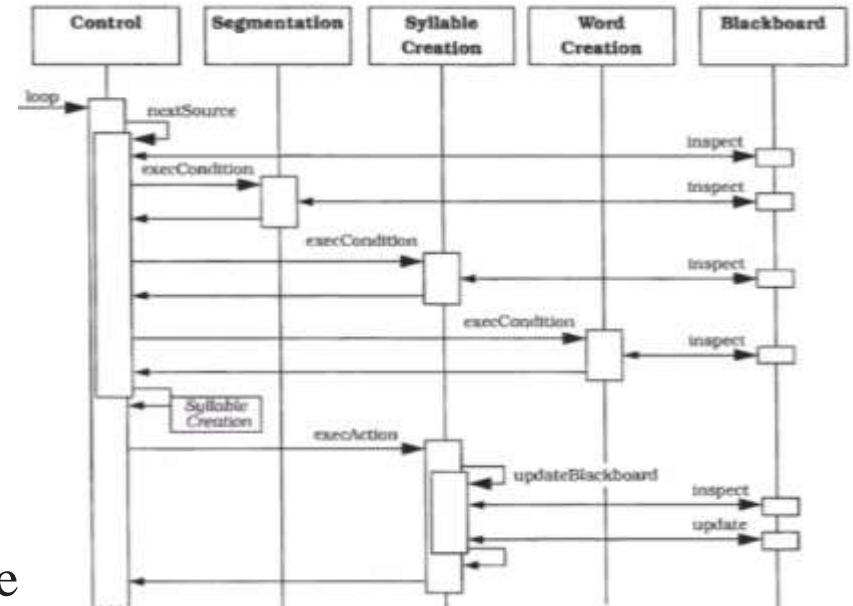 Control Segmentation Syllable Word Blackboard
Creation Creation
loop
nextSource
inspect
execCondition
inspect
execCondition
inspect
execCondition
inspect
Syllable
Creation
execAction
updateBlackboard
inspect
update
e